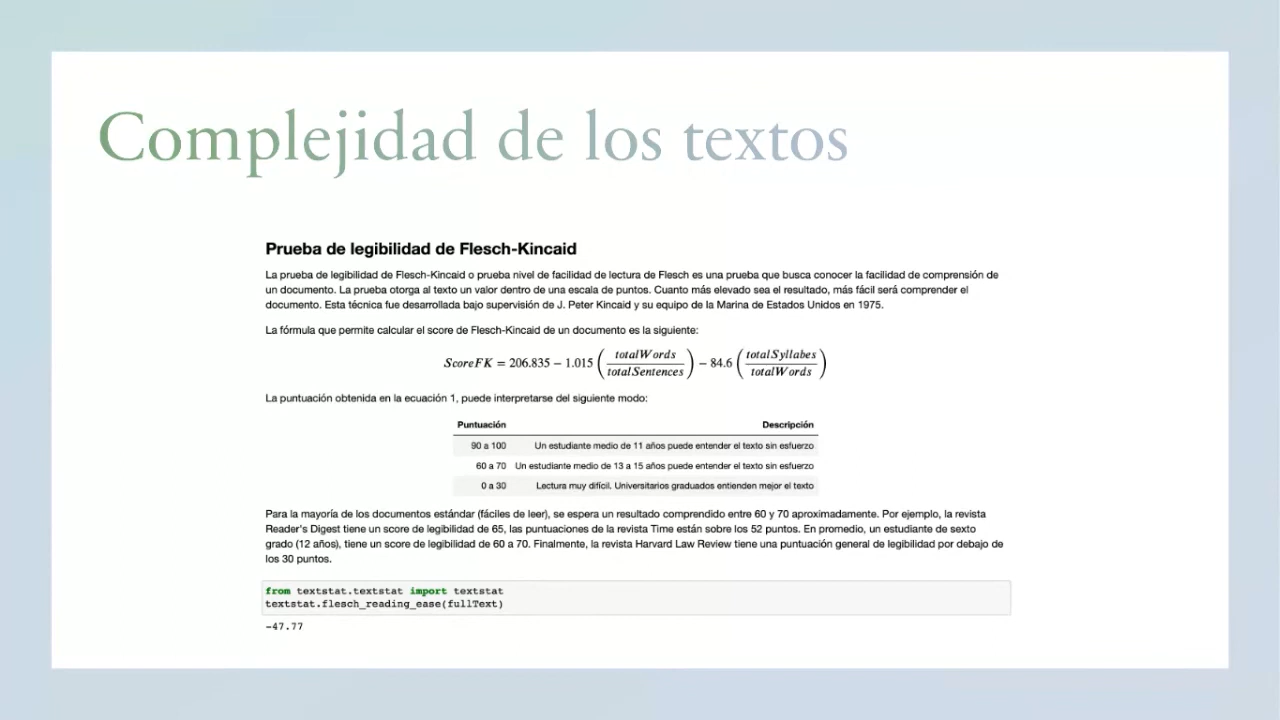 Complejidad de los textos
Prueba de legibilidad de Flesch-Kincaid
La prueba de legibilidad de Flesch-Kincaid o prueba nivel de facilidad de lectura de Flesch es una prueba que busca conocer la facilidad de comprensión de
un documento. La prueba otorga al texto un valor dentro de una escala de puntos. Cuanto más elevado sea el resultado, más fácil será comprender el
documento. Esta técnica fue desarrollada bajo supervisión de J. Peter Kincaid y su equipo de la Marina de Estados Unidos en 1975.
La fórmula que permite calcular el score de Flesch-Kincaid de un documento es la siguiente:
ScoreFK = 206.835 − 1.015 (totalWords / totalSentences) − 84.6 (totalSyllabes / totalWords)
La puntuación obtenida en la ecuación 1, puede interpretarse del siguiente modo:
Puntuación Descripción
90 a 100 Un estudiante medio de 11 años puede entender el texto sin esfuerzo
60 a 70 Un estudiante medio de 13 a 15 años puede entender el texto sin esfuerzo
0 a 30 Lectura muy difícil. Universitarios graduados entienden mejor el texto
Para la mayoría de los documentos estándar (fáciles de leer), se espera un resultado comprendido entre 60 y 70 aproximadamente. Por ejemplo, la revista
Reader's Digest tiene un score de legibilidad de 65, las puntuaciones de la revista Time están sobre los 52 puntos. En promedio, un estudiante de sexto
grado (12 años), tiene un score de legibilidad de 60 a 70. Finalmente, la revista Harvard Law Review tiene una puntuación general de legibilidad por debajo de
los 30 puntos.
from textstat.textstat import textstat
textstat.flesch_reading_ease(fullText)
-47.77